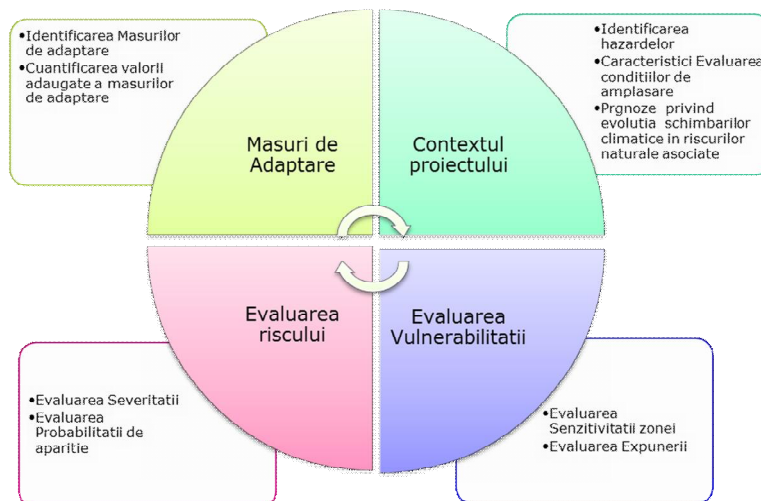 •Identificarea Masurilor
de adaptare
•Cuantificarea valorii
adaugate a masurilor
de adaptare
•Identificarea
hazardelor
•Caracteristici Evaluarea
conditiilor de
amplasare
•Prgnoze privind
evolutia schimbarilor
climatice in riscurilor
naturale asociate
Masuri de
Adaptare
Contextul
proiectului
Evaluarea
riscului
Evaluarea
Vulnerabilitatii
•Evaluarea Severitatii
•Evaluarea
Probabilitatii de
aparitie
•Evaluarea
Senzitivitatii zonei
•Evaluarea Expunerii